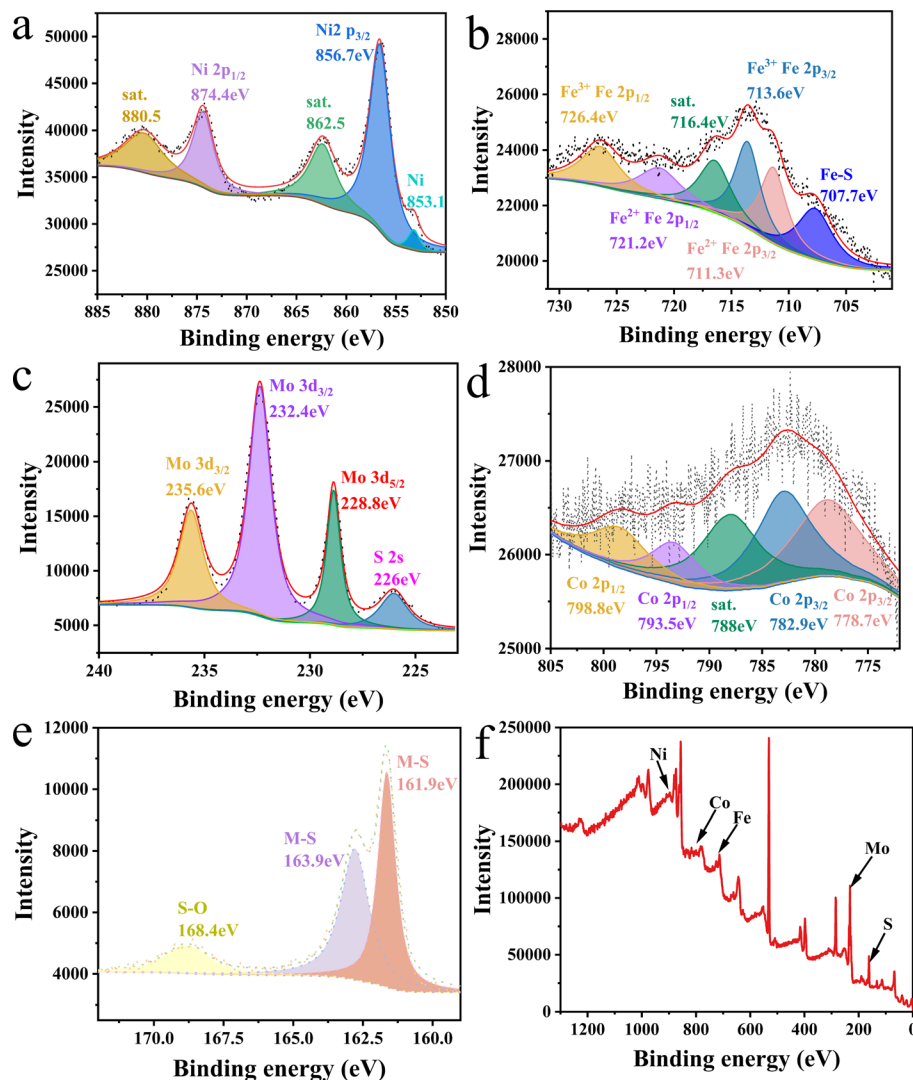 a
Ni2 p3/2
856.7eV
Ni 2p1/2
874.4eV
sat.
880.5
sat.
862.5
Ni
853.1
50000
45000
40000
35000
30000
25000
Intensity
885 880 875 870 865 860 855 850
Binding energy (eV)
b
Fe3+ Fe 2p3/2
713.6eV
Fe3+ Fe 2p1/2
726.4eV
sat.
716.4eV
Fe-S
707.7eV
Fe2+ Fe 2p1/2
721.2eV
Fe2+ Fe 2p3/2
711.3eV
28000
26000
24000
22000
20000
Intensity
730 725 720 715 710 705
Binding energy (eV)
c
Mo 3d3/2
232.4eV
Mo 3d3/2
235.6eV
Mo 3d5/2
228.8eV
S 2s
226eV
25000
20000
15000
10000
5000
Intensity
240 235 230 229 228 225
Binding energy (eV)
d
28000
27000
26000
25000
Intensity
Co 2p1/2
798.8eV
Co 2p1/2
793.5eV
sat.
788eV
Co 2p3/2
782.9eV
Co 2p3/2
778.7eV
805 800 795 790 785 780 775
Binding energy (eV)
e
M-S
161.9eV
M-S
163.9eV
S-O
168.4eV
12000
10000
8000
6000
4000
Intensity
170.0 167.5 165.0 162.5 160.0
Binding energy (eV)
f
Ni
Co
Fe
Mo
S
250000
200000
150000
100000
50000
0
Intensity
1200 1000 800 600 400 200 0
Binding energy (eV)